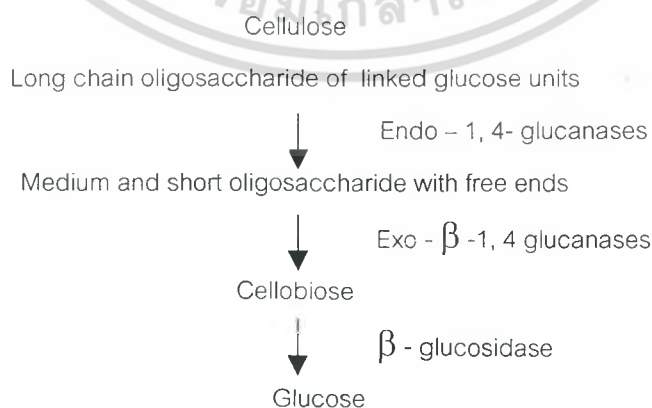 Cellulose
Long chain oligosaccharide of linked glucose units
Endo – 1, 4- glucanases
Medium and short oligosaccharide with free ends
Exo - β -1, 4 glucanases
Cellobiose
β - glucosidase
Glucose